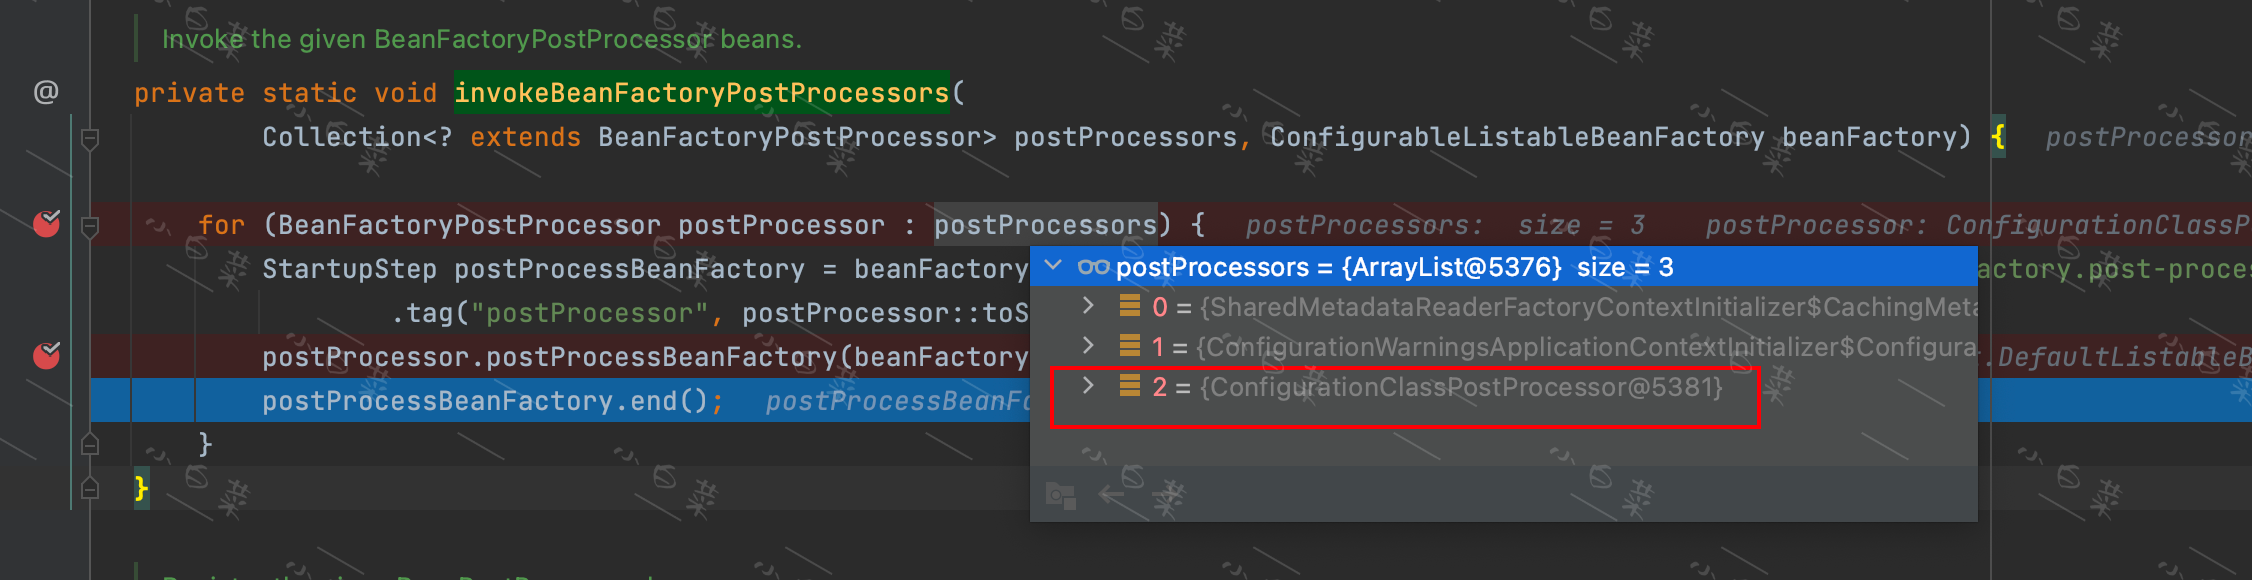 Invoke the given BeanFactoryPostProcessor beans.
@
private static void invokeBeanFactoryPostProcessors(
Collection<? extends BeanFactoryPostProcessor> postProcessors, ConfigurableListableBeanFactory beanFactory) { postProcessor
for (BeanFactoryPostProcessor postProcessor : postProcessors) { postProcessors: size = 3 postProcessor: ConfigurationClassP
StartupStep postProcessBeanFactory = beanFactory
postProcessors = {ArrayList@5376} size = 3
actory.post-proces
0 = {SharedMetadataReaderFactoryContextInitializer$CachingMeta
.tag("postProcessor", postProcessor::toS
1 = {ConfigurationWarningsApplicationContextInitializer$Configura
postProcessor.postProcessBeanFactory(beanFactory
.DefaultListableB
2 = {ConfigurationClassPostProcessor@5381}
postProcessBeanFactory.end(); postProcessBeanFa
}
}